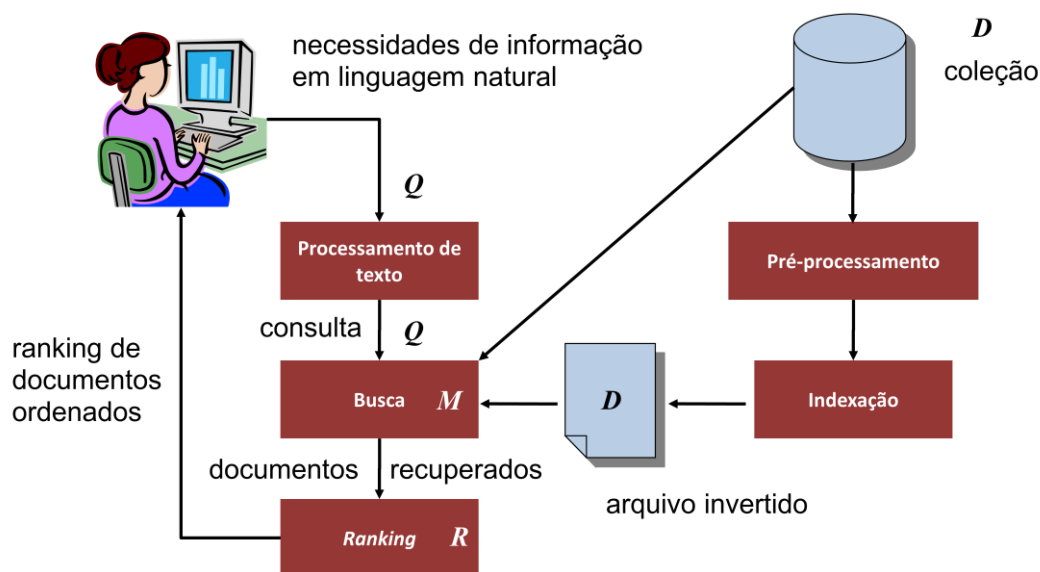 necessidades de informação
em linguagem natural
D
coleção
Q
Processamento de
texto
Pré-processamento
consulta
Q
ranking de
documentos
ordenados
Busca M
D
Indexação
documentos recuperados
arquivo invertido
Ranking R